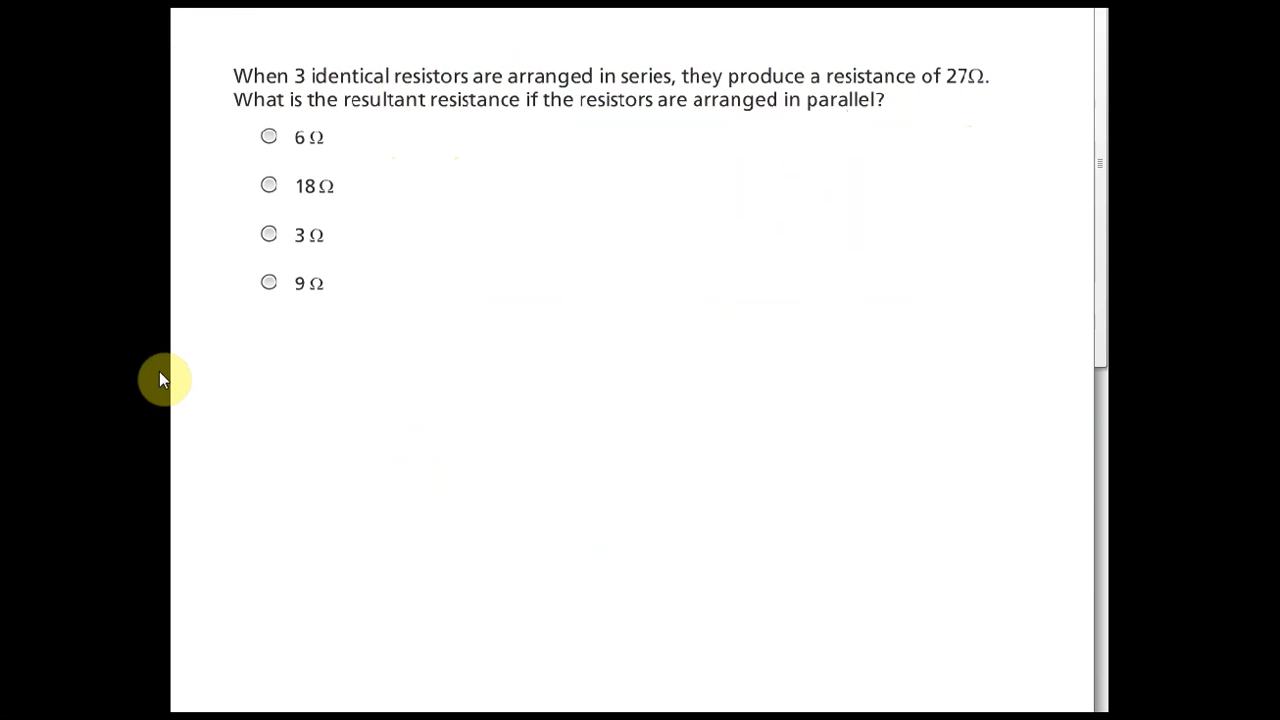 When 3 identical resistors are arranged in series, they produce a resistance of 27Ω.
What is the resultant resistance if the resistors are arranged in parallel?
6 Ω
18 Ω
3 Ω
9 Ω